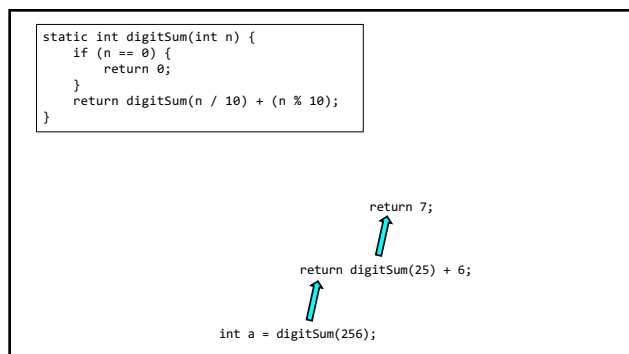 static int digitSum(int n) {
    if (n == 0) {
        return 0;
    }
    return digitSum(n / 10) + (n % 10);
}
return 7;
return digitSum(25) + 6;
int a = digitSum(256);